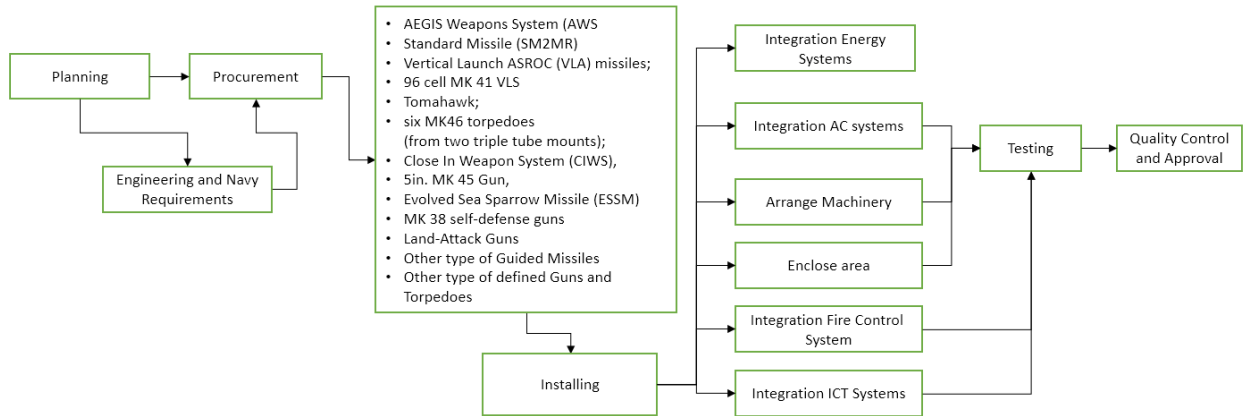 Planning
Procurement
Engineering and Navy
Requirements
• AEGIS Weapons System (AWS
• Standard Missile (SM2MR)
• Vertical Launch ASROC (VLA) missiles;
• 96 cell MK 41 VLS
• Tomahawk;
• six MK46 torpedoes
(from two triple tube mounts);
• Close In Weapon System (CIWS),
• 5in. MK 45 Gun,
• Evolved Sea Sparrow Missile (ESSM)
• MK 38 self-defense guns
• Land-Attack Guns
• Other type of Guided Missiles
• Other type of defined Guns and
Torpedoes
Installing
Integration Energy
Systems
Integration AC systems
Arrange Machinery
Enclose area
Integration Fire Control
System
Integration ICT Systems
Testing
Quality Control
and Approval